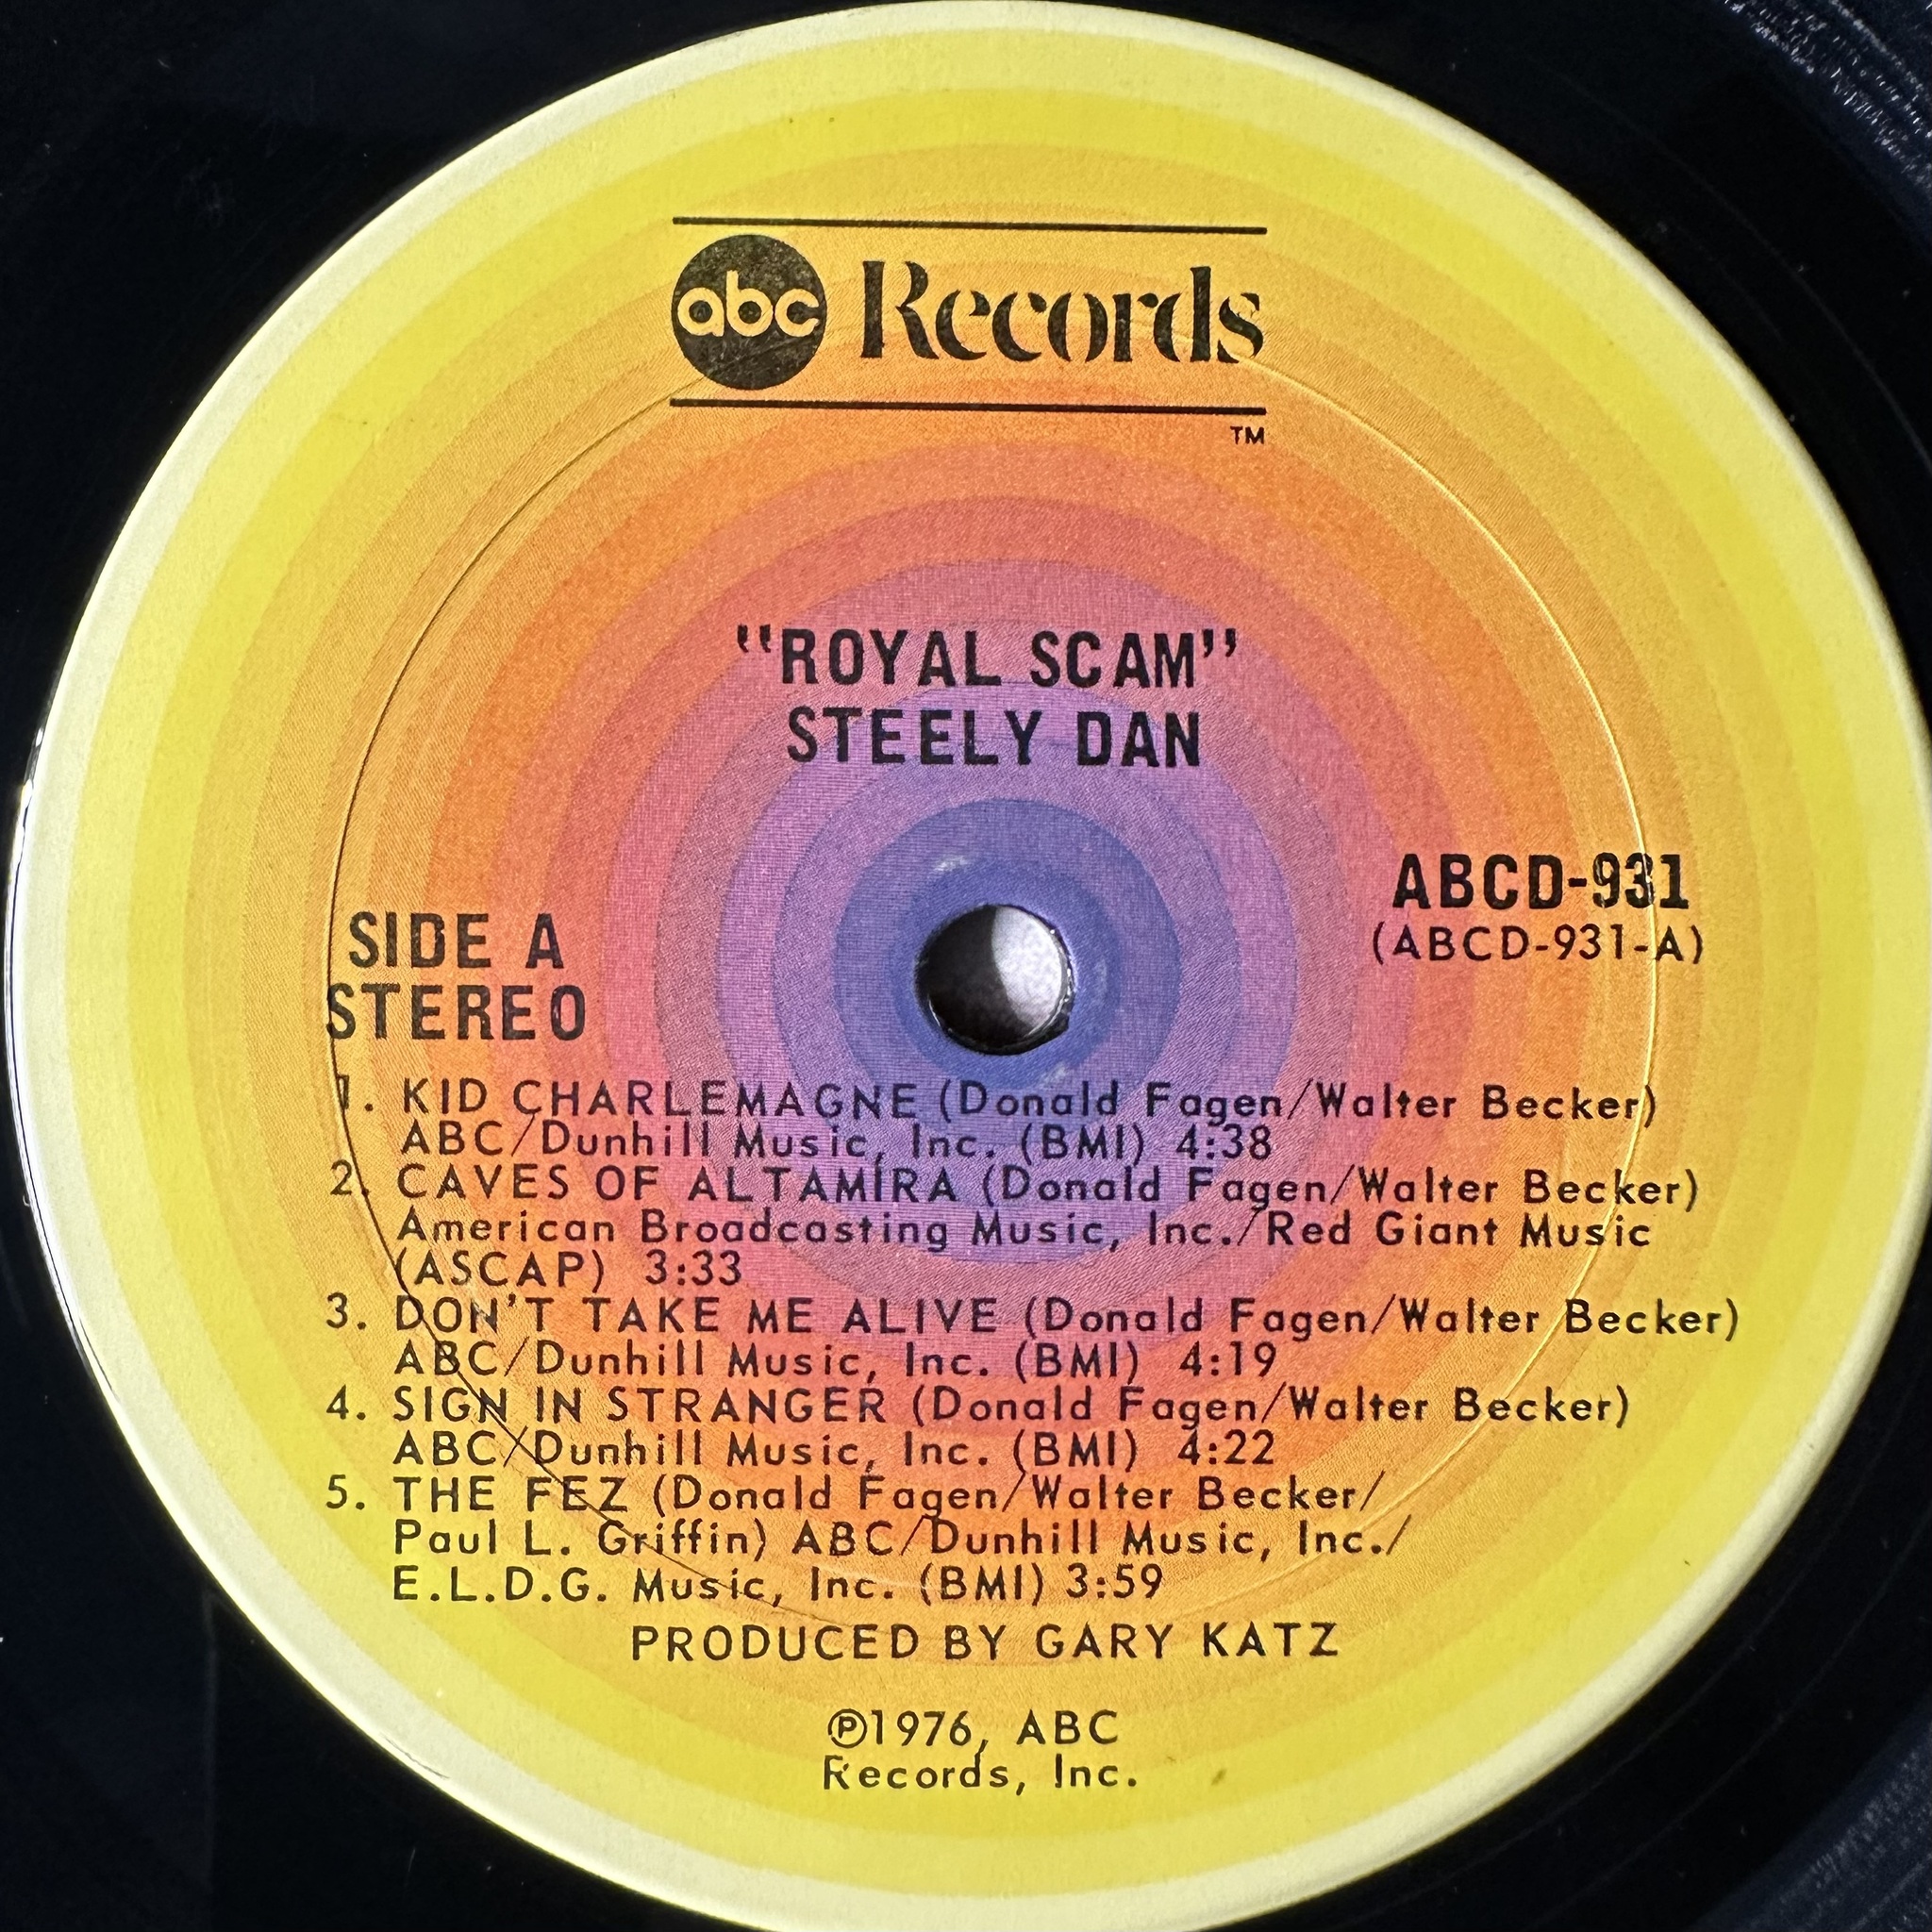 abc Records
TM
"ROYAL SCAM"
STEELY DAN
ABCD-931
(ABCD-931-A)
SIDE A
STEREO
1. KID CHARLEMAGNE (Donald Fagen/Walter Becker)
ABC/Dunhill Music, Inc. (BMI) 4:38
2. CAVES OF ALTAMIRA (Donald Fagen/Walter Becker)
American Broadcasting Music, Inc./Red Giant Music
(ASCAP) 3:33
3. DON'T TAKE ME ALIVE (Donald Fagen/Walter Becker)
ABC/Dunhill Music, Inc. (BMI) 4:19
4. SIGN IN STRANGER (Donald Fagen/Walter Becker)
ABC/Dunhill Music, Inc. (BMI) 4:22
5. THE FEZ (Donald Fagen/Walter Becker/
Paul L. Griffin) ABC/Dunhill Music, Inc./
E.L.D.G. Music, Inc. (BMI) 3:59
PRODUCED BY GARY KATZ
℗1976, ABC
Records, Inc.